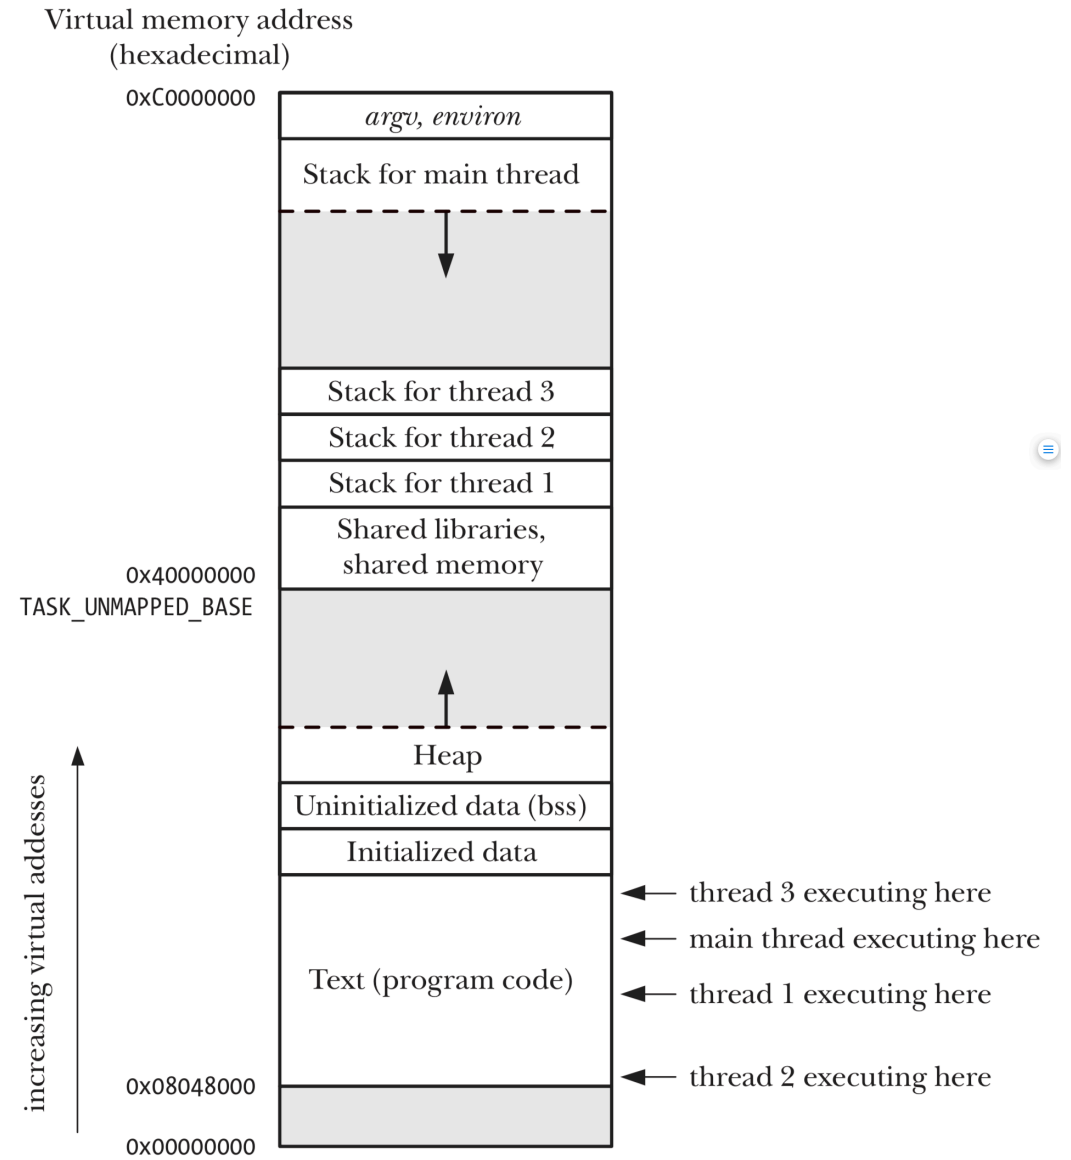 Virtual memory address
(hexadecimal)
0xC0000000
argv, environ
Stack for main thread
Stack for thread 3
Stack for thread 2
Stack for thread 1
Shared libraries,
shared memory
0x40000000
TASK_UNMAPPED_BASE
Heap
Uninitialized data (bss)
Initialized data
Text (program code)
thread 3 executing here
main thread executing here
thread 1 executing here
thread 2 executing here
0x08048000
0x00000000
increasing virtual addesses